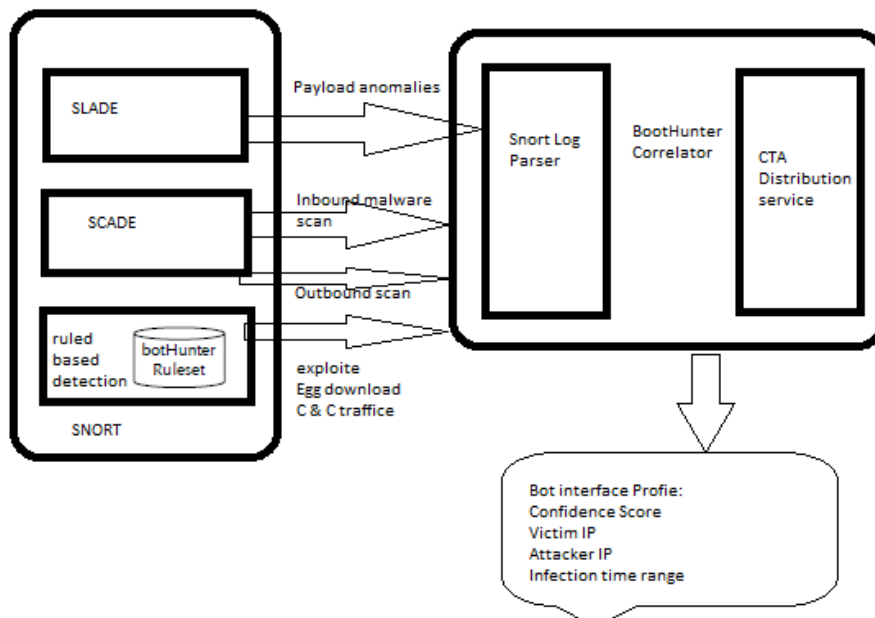 SLADE
SCADE
ruled
based
detection
botHunter
Ruleset
SNORT
Payload anomalies
Inbound malware
scan
Outbound scan
exploite
Egg download
C & C traffice
Snort Log
Parser
BootHunter
Correlator
CTA
Distribution
service
Bot interface Profie:
Confidence Score
Victim IP
Attacker IP
Infection time range